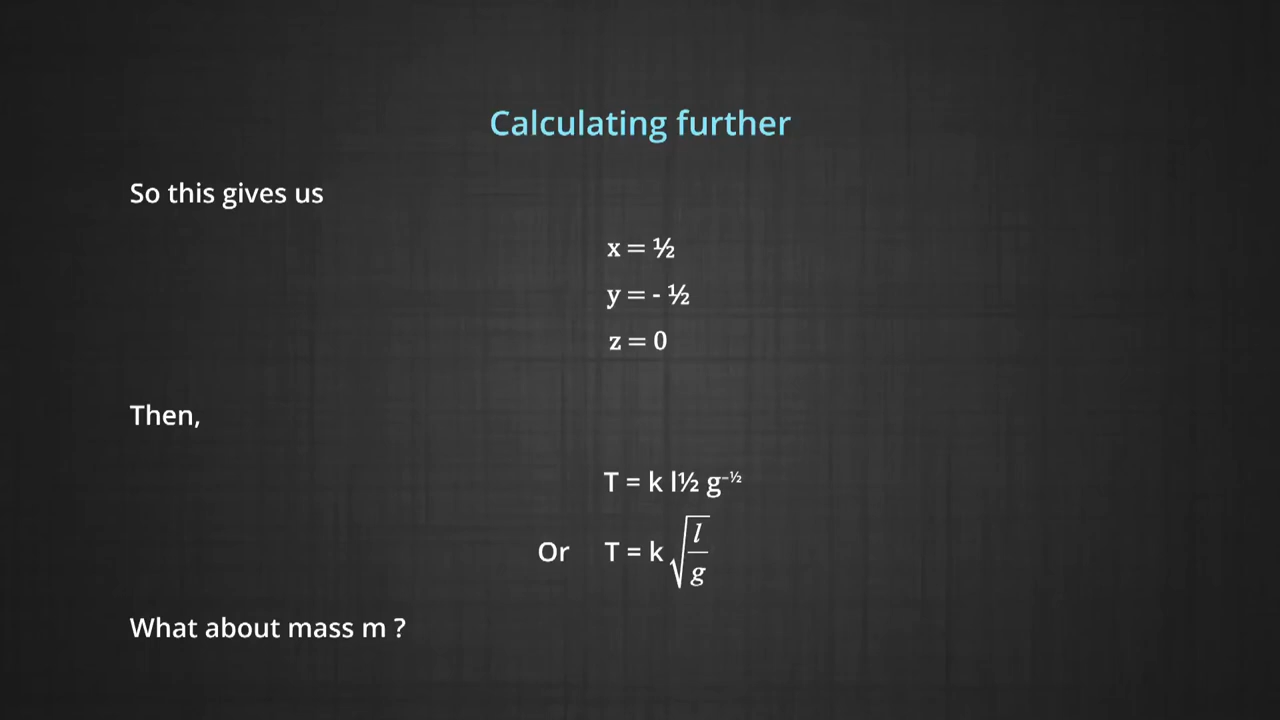 Calculating further
So this gives us
x = ½
y = - ½
z = 0
Then,
T = k l½ g⁻½
Or T = k √(l/g)
What about mass m ?